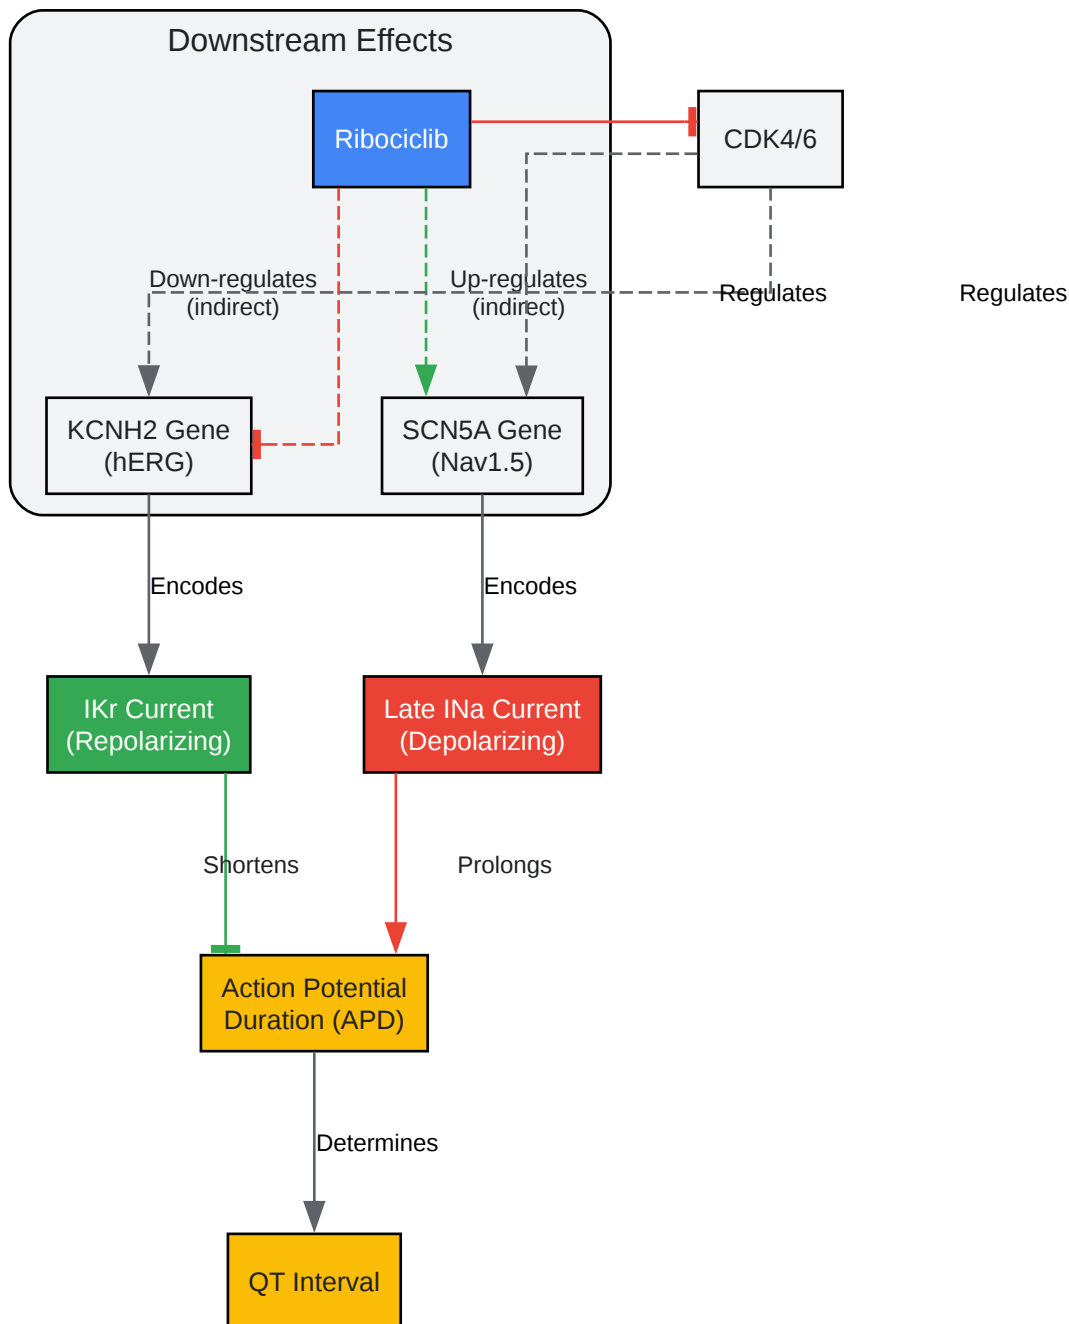 Downstream Effects
Ribociclib
CDK4/6
Down-regulates
(indirect)
Up-regulates
(indirect)
Regulates
Regulates
KCNH2 Gene
(hERG)
SCN5A Gene
(Nav1.5)
Encodes
Encodes
IKr Current
(Repolarizing)
Late INa Current
(Depolarizing)
Shortens
Prolongs
Action Potential
Duration (APD)
Determines
QT Interval